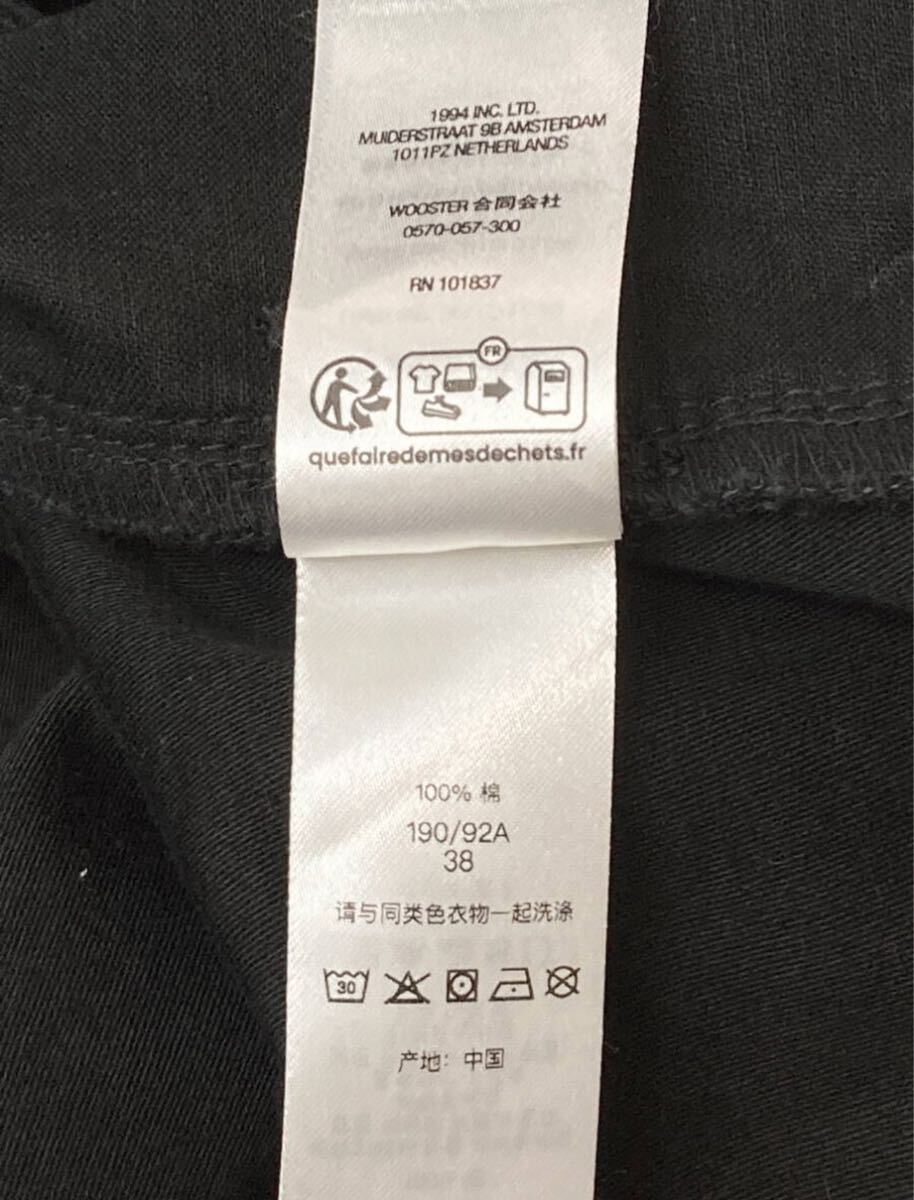 1994 INC. LTD.
MUIDERSTRAAT 9B AMSTERDAM
1011PZ NETHERLANDS
WOOSTER 合同会社
0570-057-300
RN 101837
FR
quefairedemesdechets.fr
100% 棉
190/92A
38
请与同类色衣物一起洗涤
30
产地: 中国